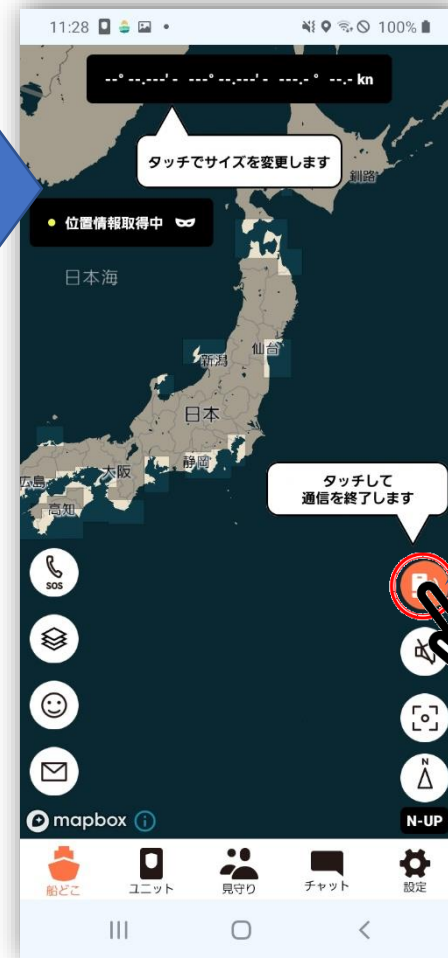 11:28
100%
--° --.---' - ---° --.---' - ---.- ° --.- kn
タッチでサイズを変更します
釧路
位置情報取得中
日本海
仙台
新潟
日本
静岡
大阪
広島
高知
タッチして
通信を終了します
SOS
N
mapbox
N-UP
船どこ
ユニット
見守り
チャット
設定